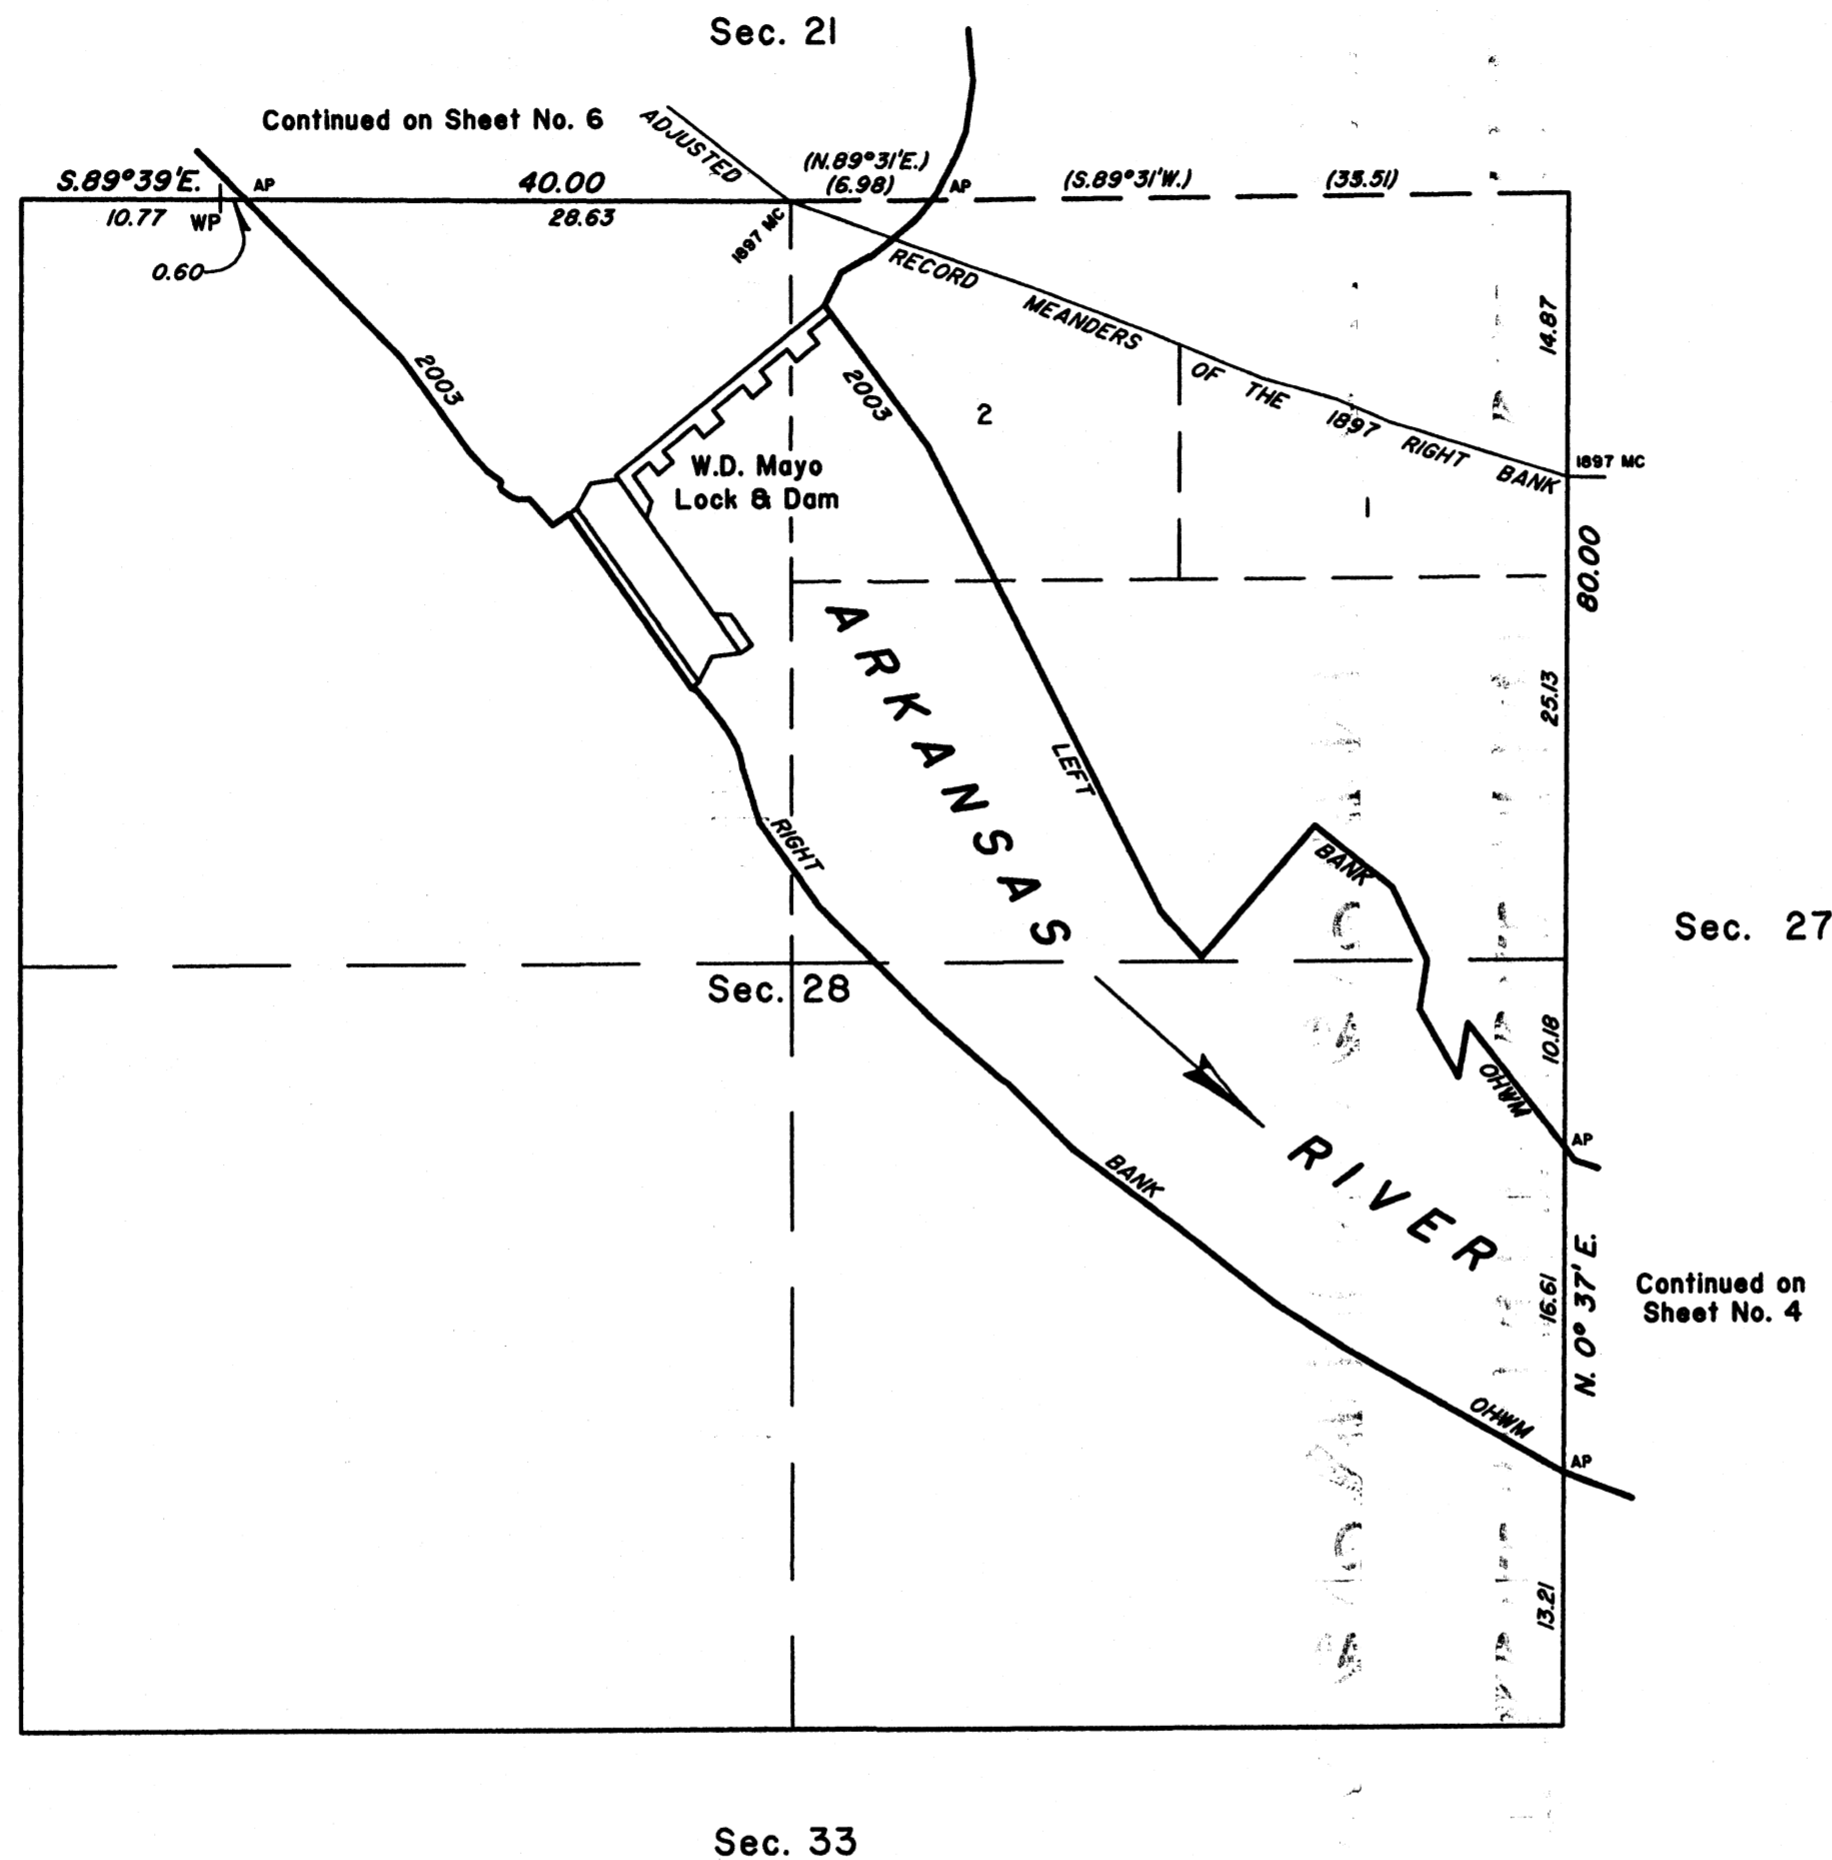 Sec. 21
Continued on Sheet No. 6
ADJUSTED
(N.89°31'E.)
(6.98)
AP
(S.89°31'W.)
(33.51)
S.89°39'E.
AP
40.00
10.77
WP
28.63
0.60
1897 MC
RECORD MEANDERS OF THE 1897 RIGHT BANK
14.87
1897 MC
2003
2003
2
1
W.D. Mayo
Lock & Dam
80.00
25.13
ARKANSAS
LEFT
RIGHT
BANK
Sec. 27
Sec. 28
10.18
OHWM
AP
RIVER
BANK
16.61
N. 0° 37' E.
Continued on
Sheet No. 4
OHWM
AP
13.21
Sec. 33